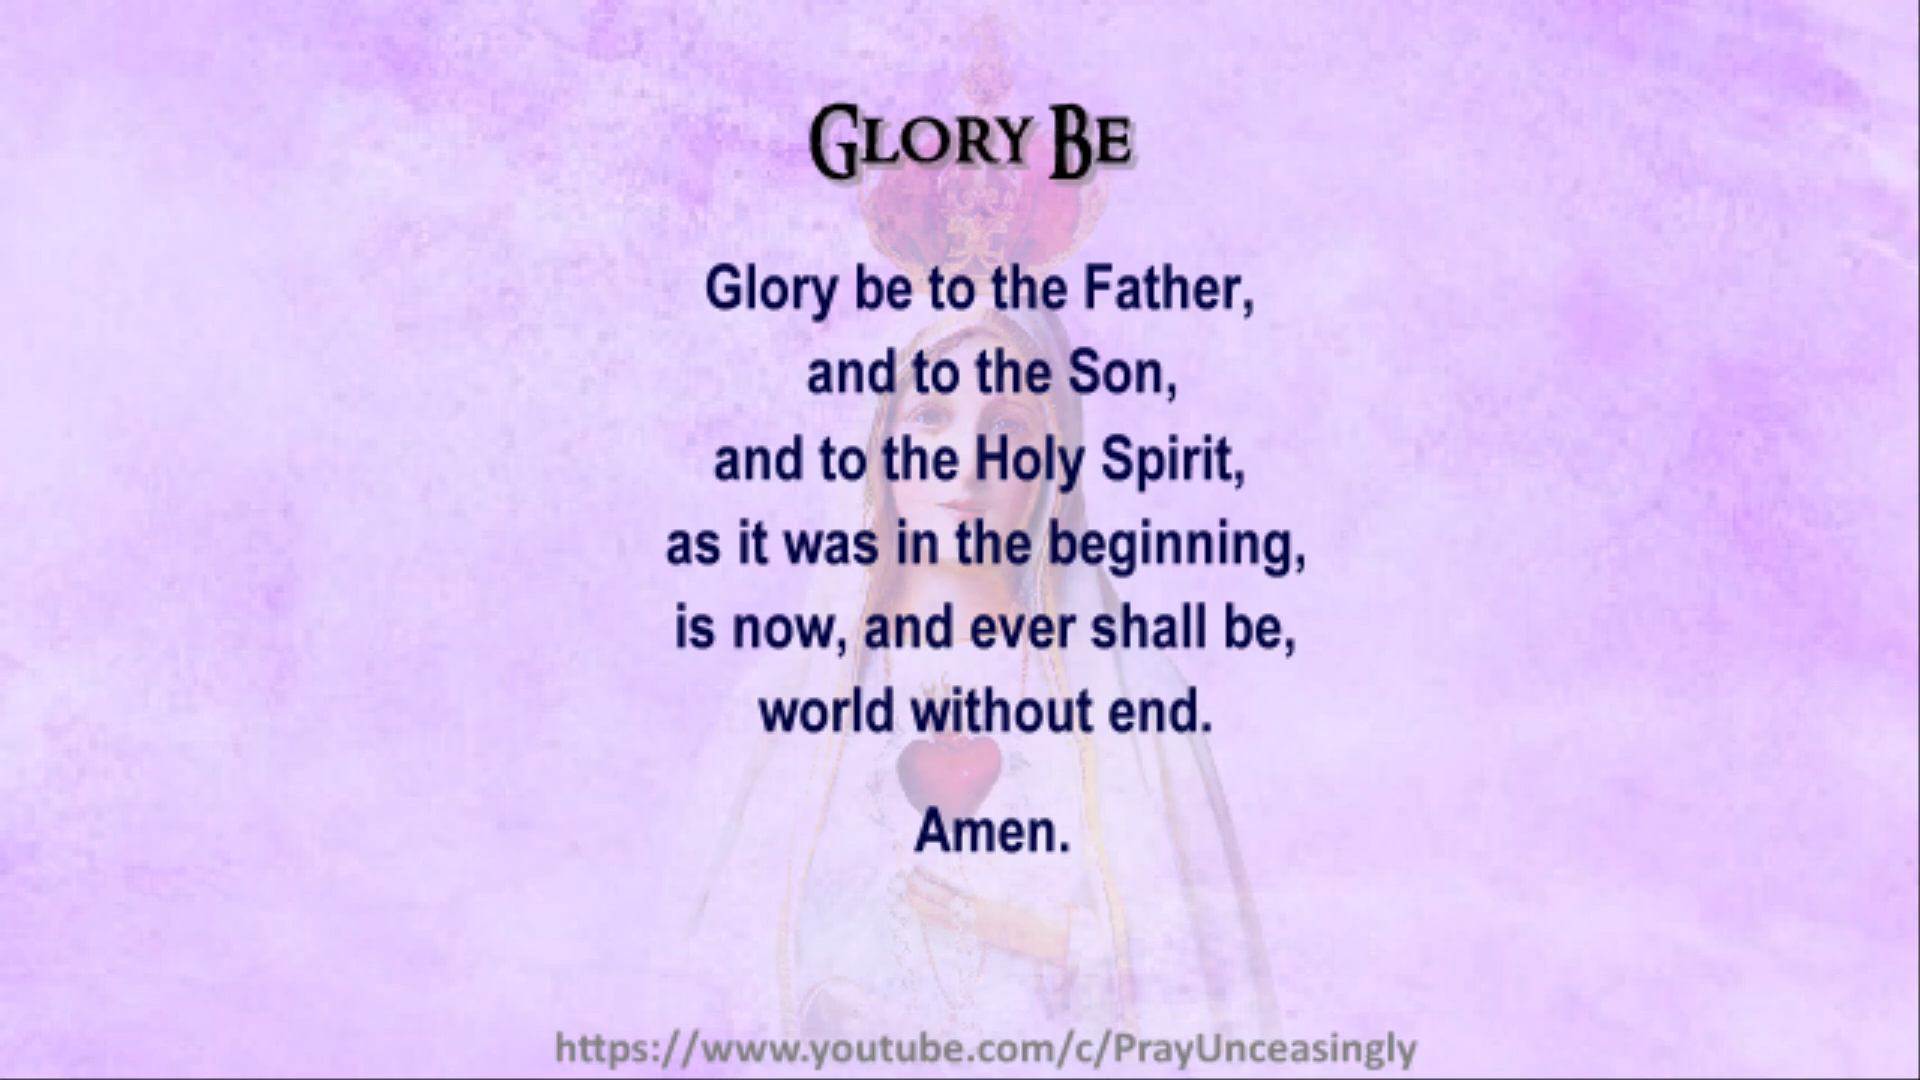 GLORY BE
Glory be to the Father,
and to the Son,
and to the Holy Spirit,
as it was in the beginning,
is now, and ever shall be,
world without end.
Amen.
https://www.youtube.com/c/PrayUnceasingly